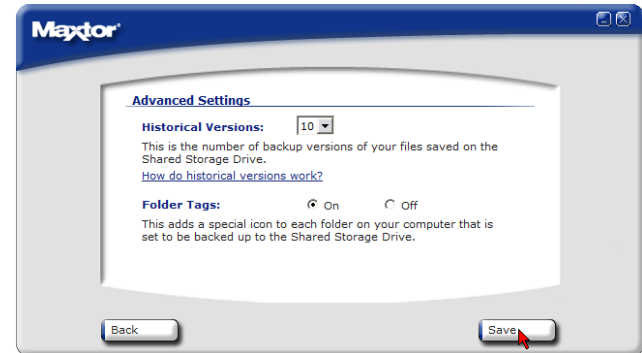 Maxtor
Advanced Settings
Historical Versions: 10
This is the number of backup versions of your files saved on the
Shared Storage Drive.
How do historical versions work?
Folder Tags: On Off
This adds a special icon to each folder on your computer that is
set to be backed up to the Shared Storage Drive.
Back Save